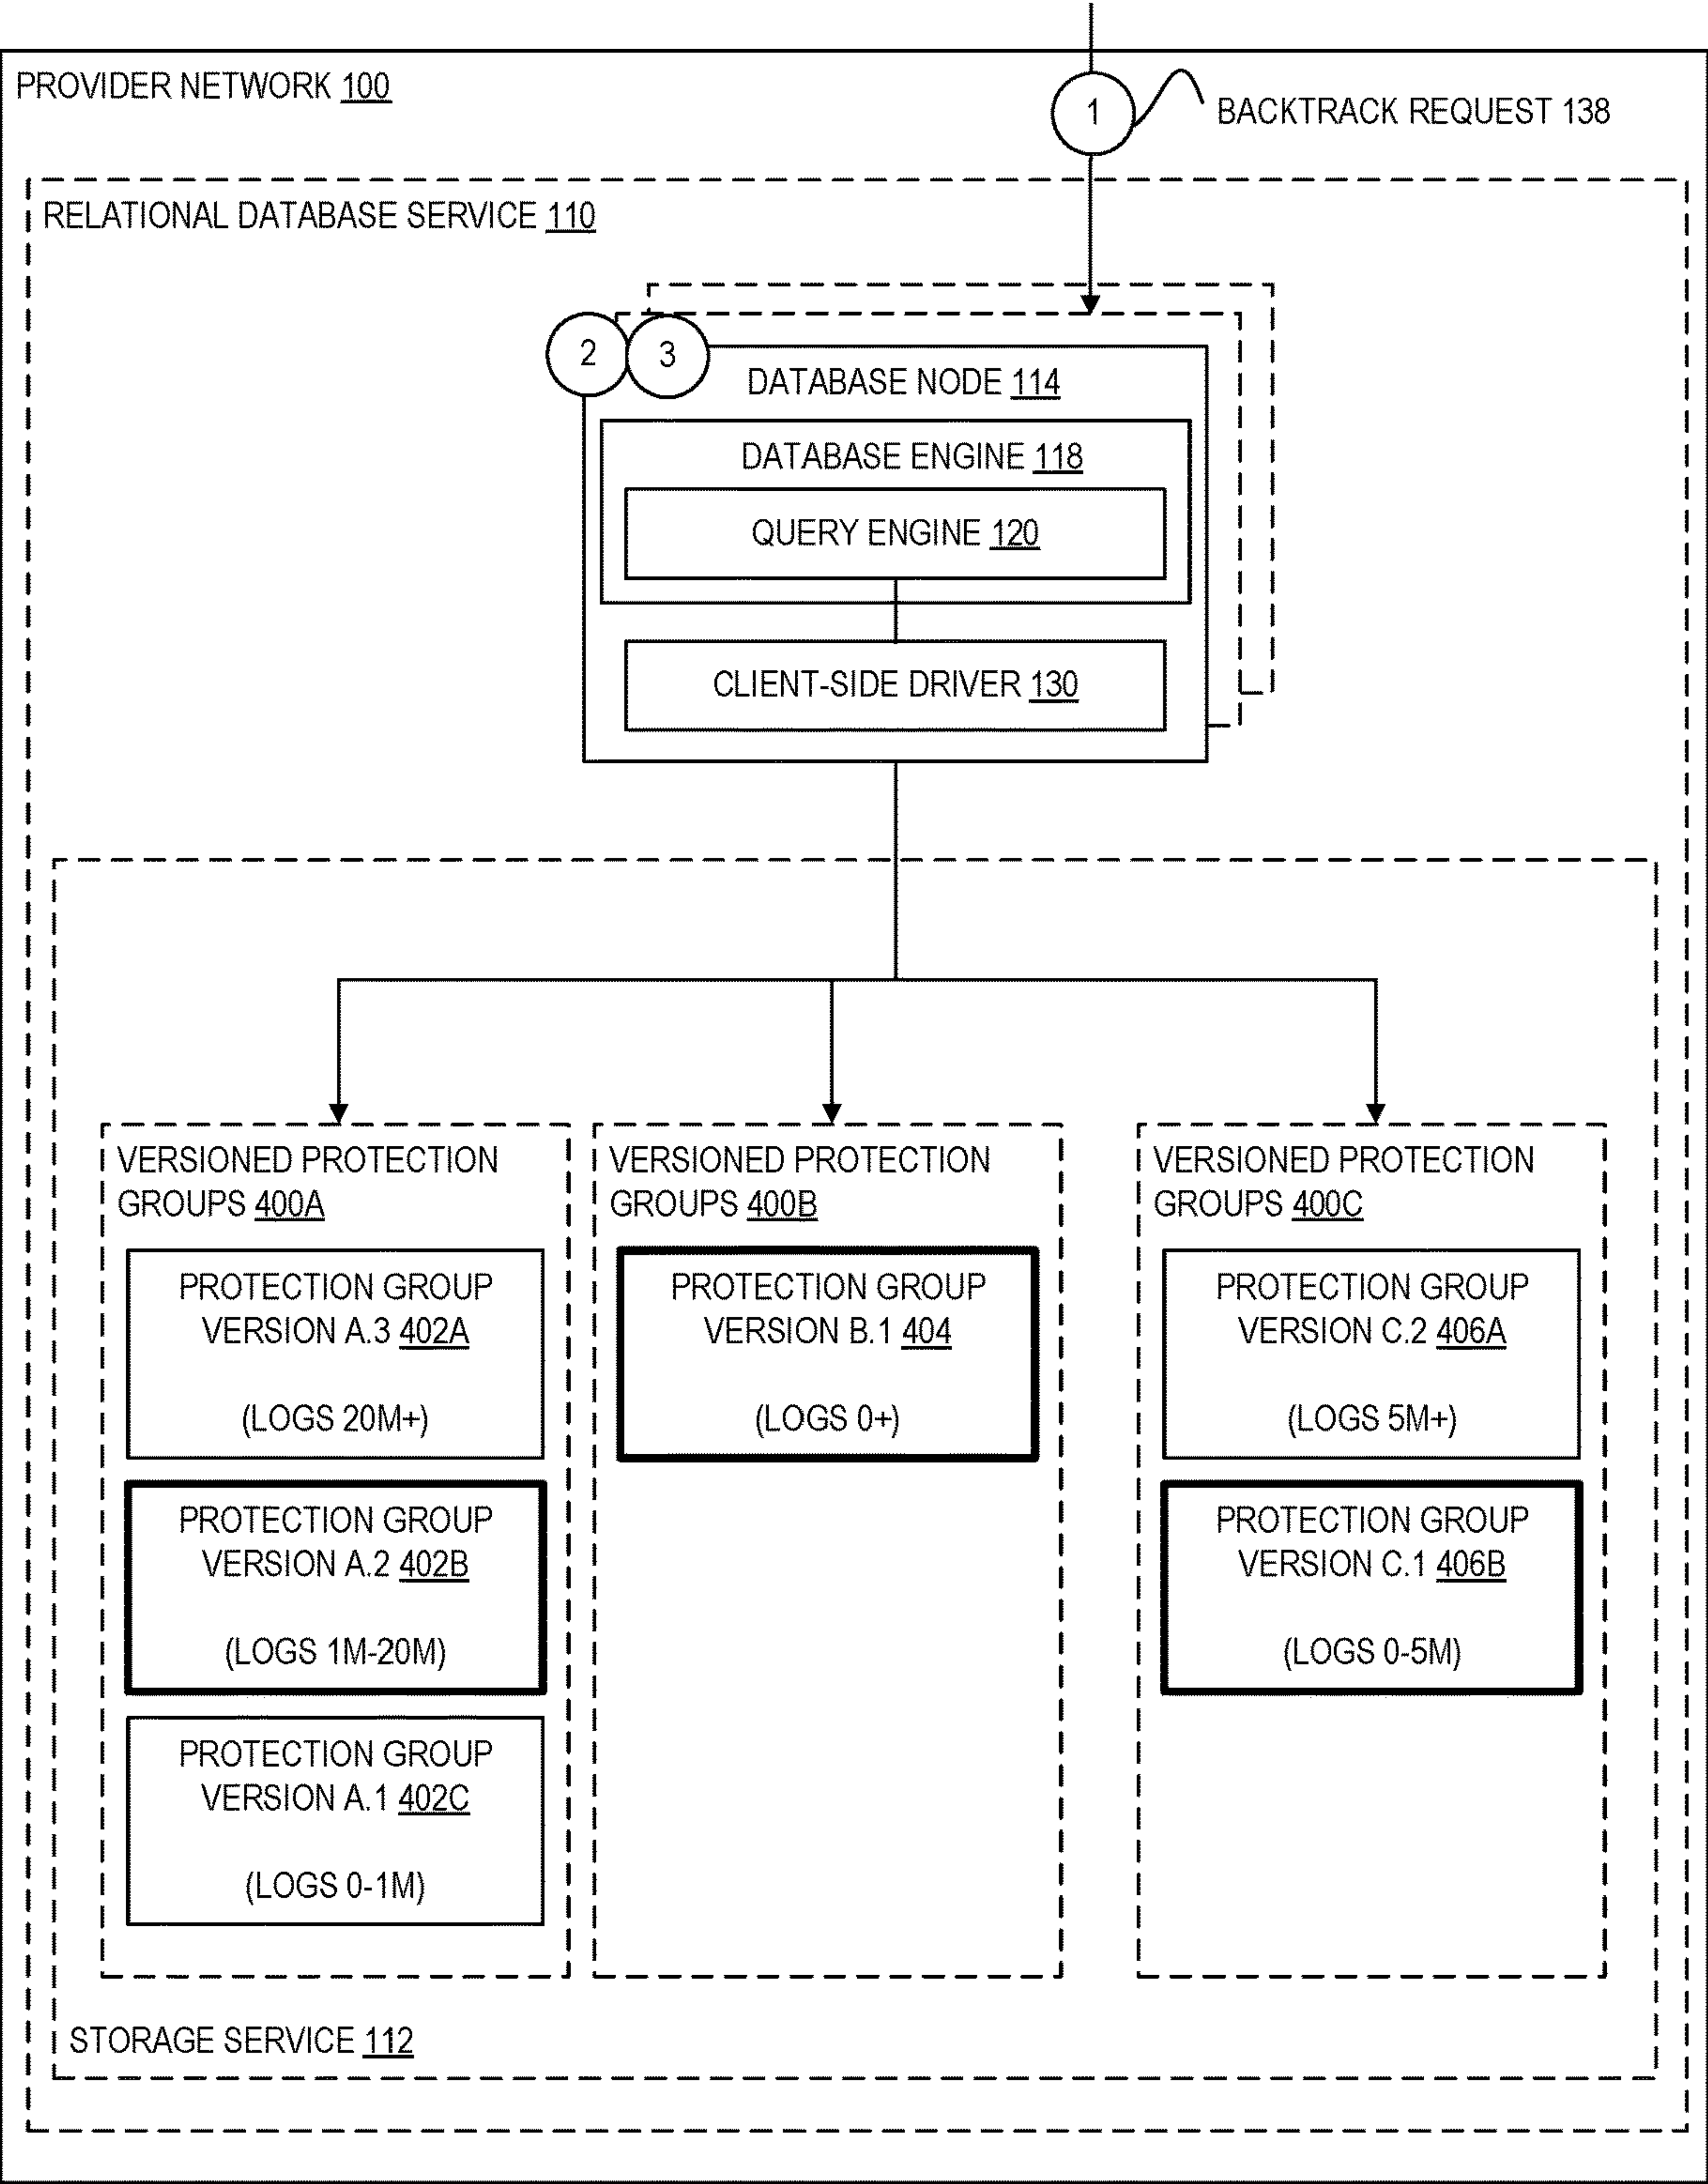 PROVIDER NETWORK 100
1
BACKTRACK REQUEST 138
RELATIONAL DATABASE SERVICE 110
2
3
DATABASE NODE 114
DATABASE ENGINE 118
QUERY ENGINE 120
CLIENT-SIDE DRIVER 130
VERSIONED PROTECTION
GROUPS 400A
PROTECTION GROUP
VERSION A.3 402A
(LOGS 20M+)
PROTECTION GROUP
VERSION A.2 402B
(LOGS 1M-20M)
PROTECTION GROUP
VERSION A.1 402C
(LOGS 0-1M)
VERSIONED PROTECTION
GROUPS 400B
PROTECTION GROUP
VERSION B.1 404
(LOGS 0+)
VERSIONED PROTECTION
GROUPS 400C
PROTECTION GROUP
VERSION C.2 406A
(LOGS 5M+)
PROTECTION GROUP
VERSION C.1 406B
(LOGS 0-5M)
STORAGE SERVICE 112